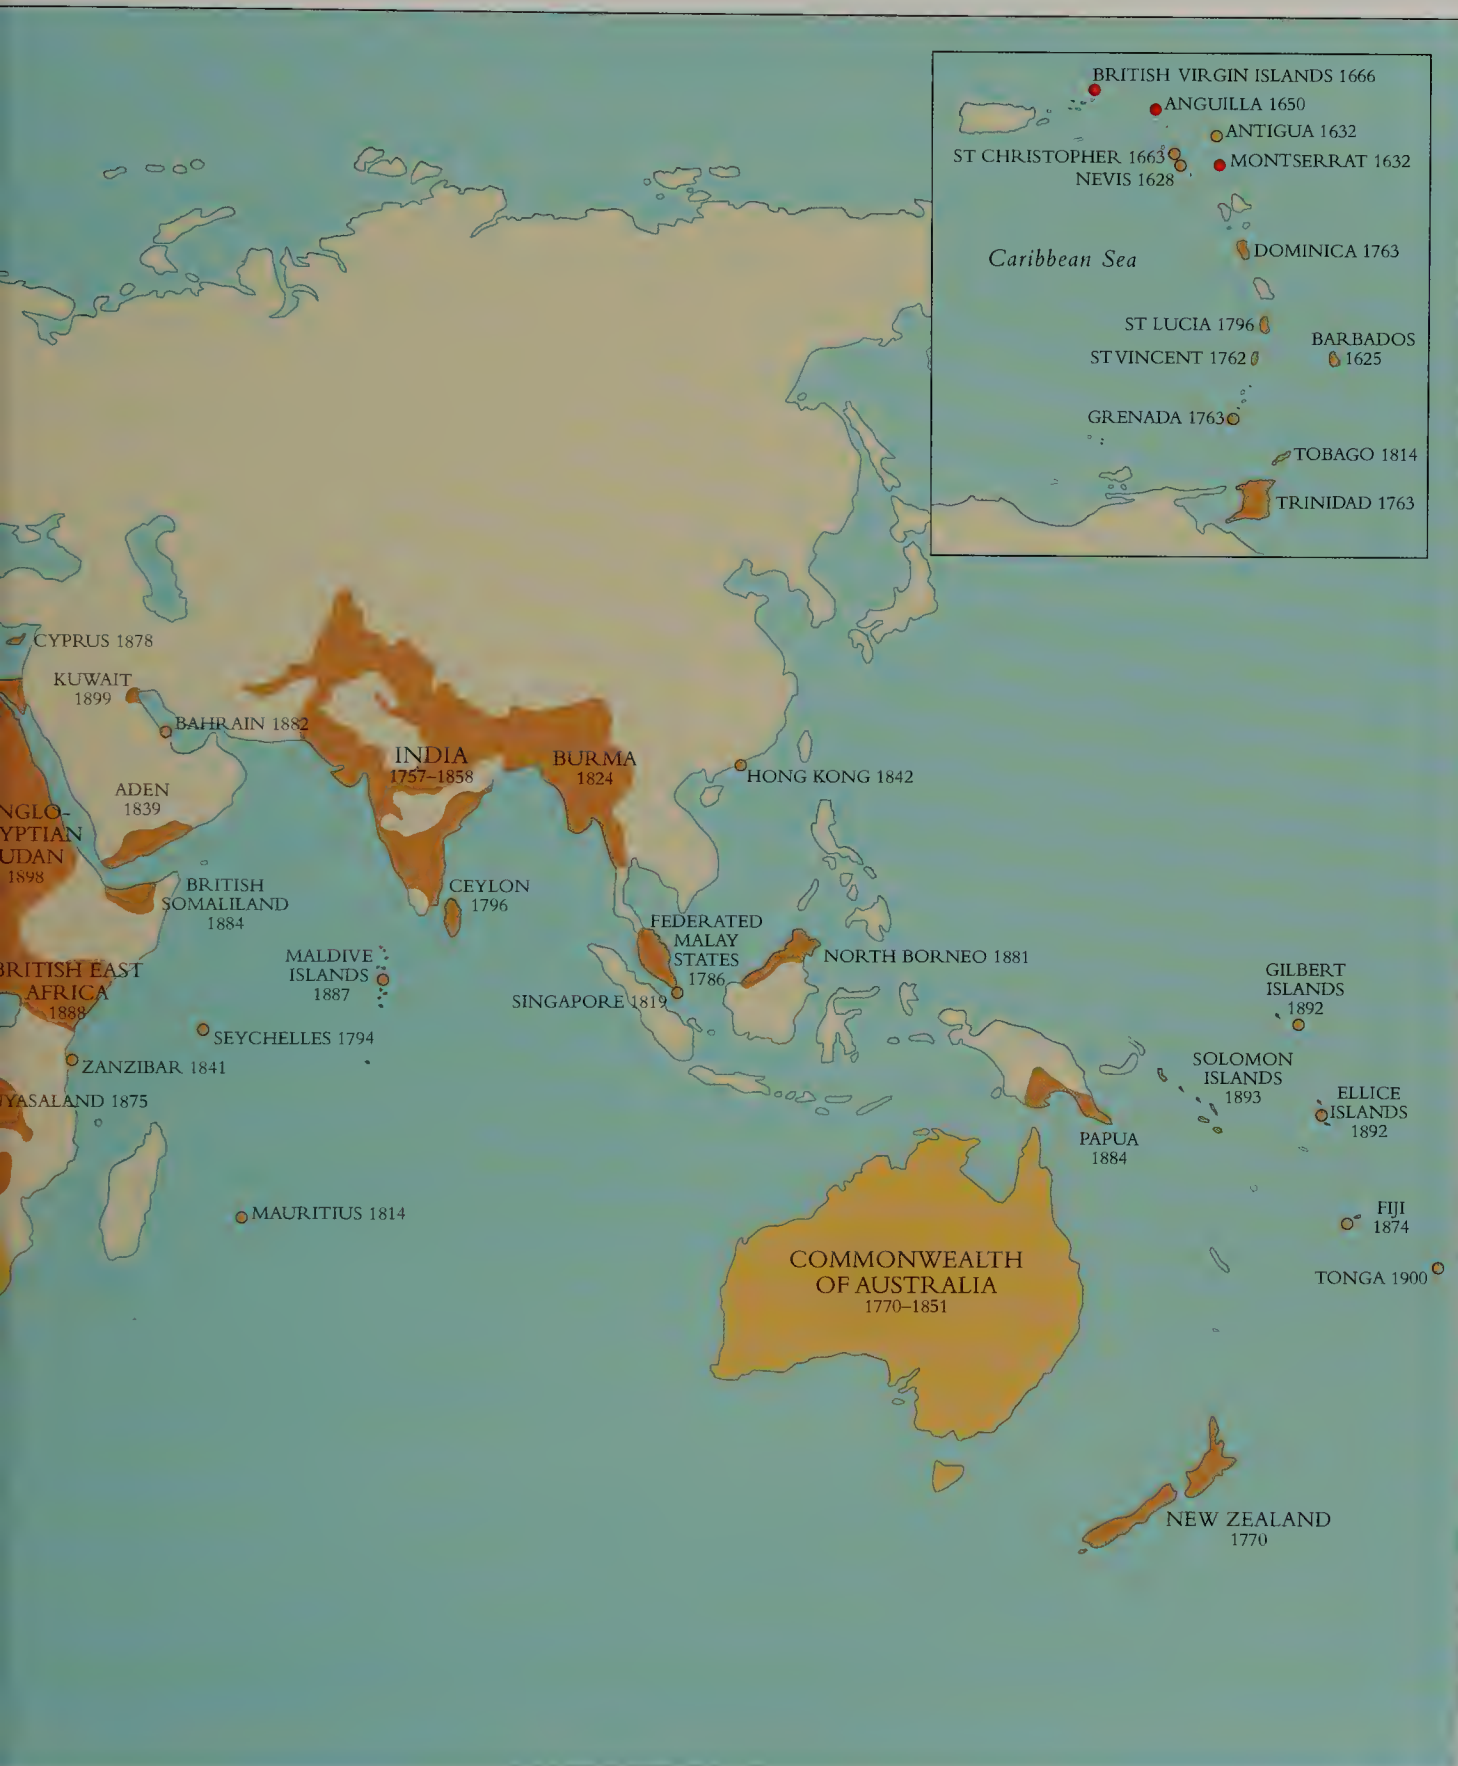 BRITISH VIRGIN ISLANDS 1666
ANGUILLA 1650
ANTIGUA 1632
ST CHRISTOPHER 1663
MONTSERRAT 1632
NEVIS 1628
DOMINICA 1763
Caribbean Sea
ST LUCIA 1796
BARBADOS
1625
ST VINCENT 1762
GRENADA 1763
TOBAGO 1814
TRINIDAD 1763
CYPRUS 1878
KUWAIT
1899
BAHRAIN 1882
INDIA
1757–1858
BURMA
1824
HONG KONG 1842
ADEN
1839
NGLO-
YPTIAN
UDAN
1898
BRITISH
SOMALILAND
1884
CEYLON
1796
FEDERATED
MALAY
STATES
1786
NORTH BORNEO 1881
MALDIVE
ISLANDS
1887
SINGAPORE 1819
BRITISH EAST
AFRICA
1888
GILBERT
ISLANDS
1892
SEYCHELLES 1794
ZANZIBAR 1841
SOLOMON
ISLANDS
1893
YASALAND 1875
ELLICE
ISLANDS
1892
PAPUA
1884
MAURITIUS 1814
FIJI
1874
COMMONWEALTH
OF AUSTRALIA
1770–1851
TONGA 1900
NEW ZEALAND
1770